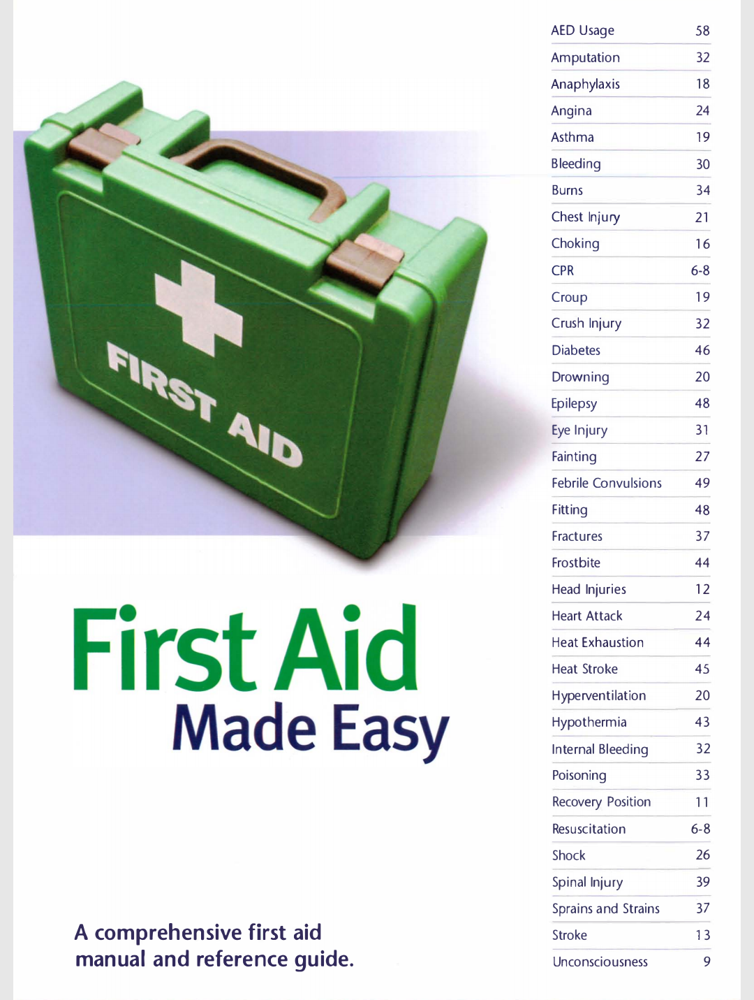 FIRST AID
First Aid
Made Easy
A comprehensive first aid
manual and reference guide.
AED Usage 58
Amputation 32
Anaphylaxis 18
Angina 24
Asthma 19
Bleeding 30
Burns 34
Chest Injury 21
Choking 16
CPR 6-8
Croup 19
Crush Injury 32
Diabetes 46
Drowning 20
Epilepsy 48
Eye Injury 31
Fainting 27
Febrile Convulsions 49
Fitting 48
Fractures 37
Frostbite 44
Head Injuries 12
Heart Attack 24
Heat Exhaustion 44
Heat Stroke 45
Hyperventilation 20
Hypothermia 43
Internal Bleeding 32
Poisoning 33
Recovery Position 11
Resuscitation 6-8
Shock 26
Spinal Injury 39
Sprains and Strains 37
Stroke 13
Unconsciousness 9